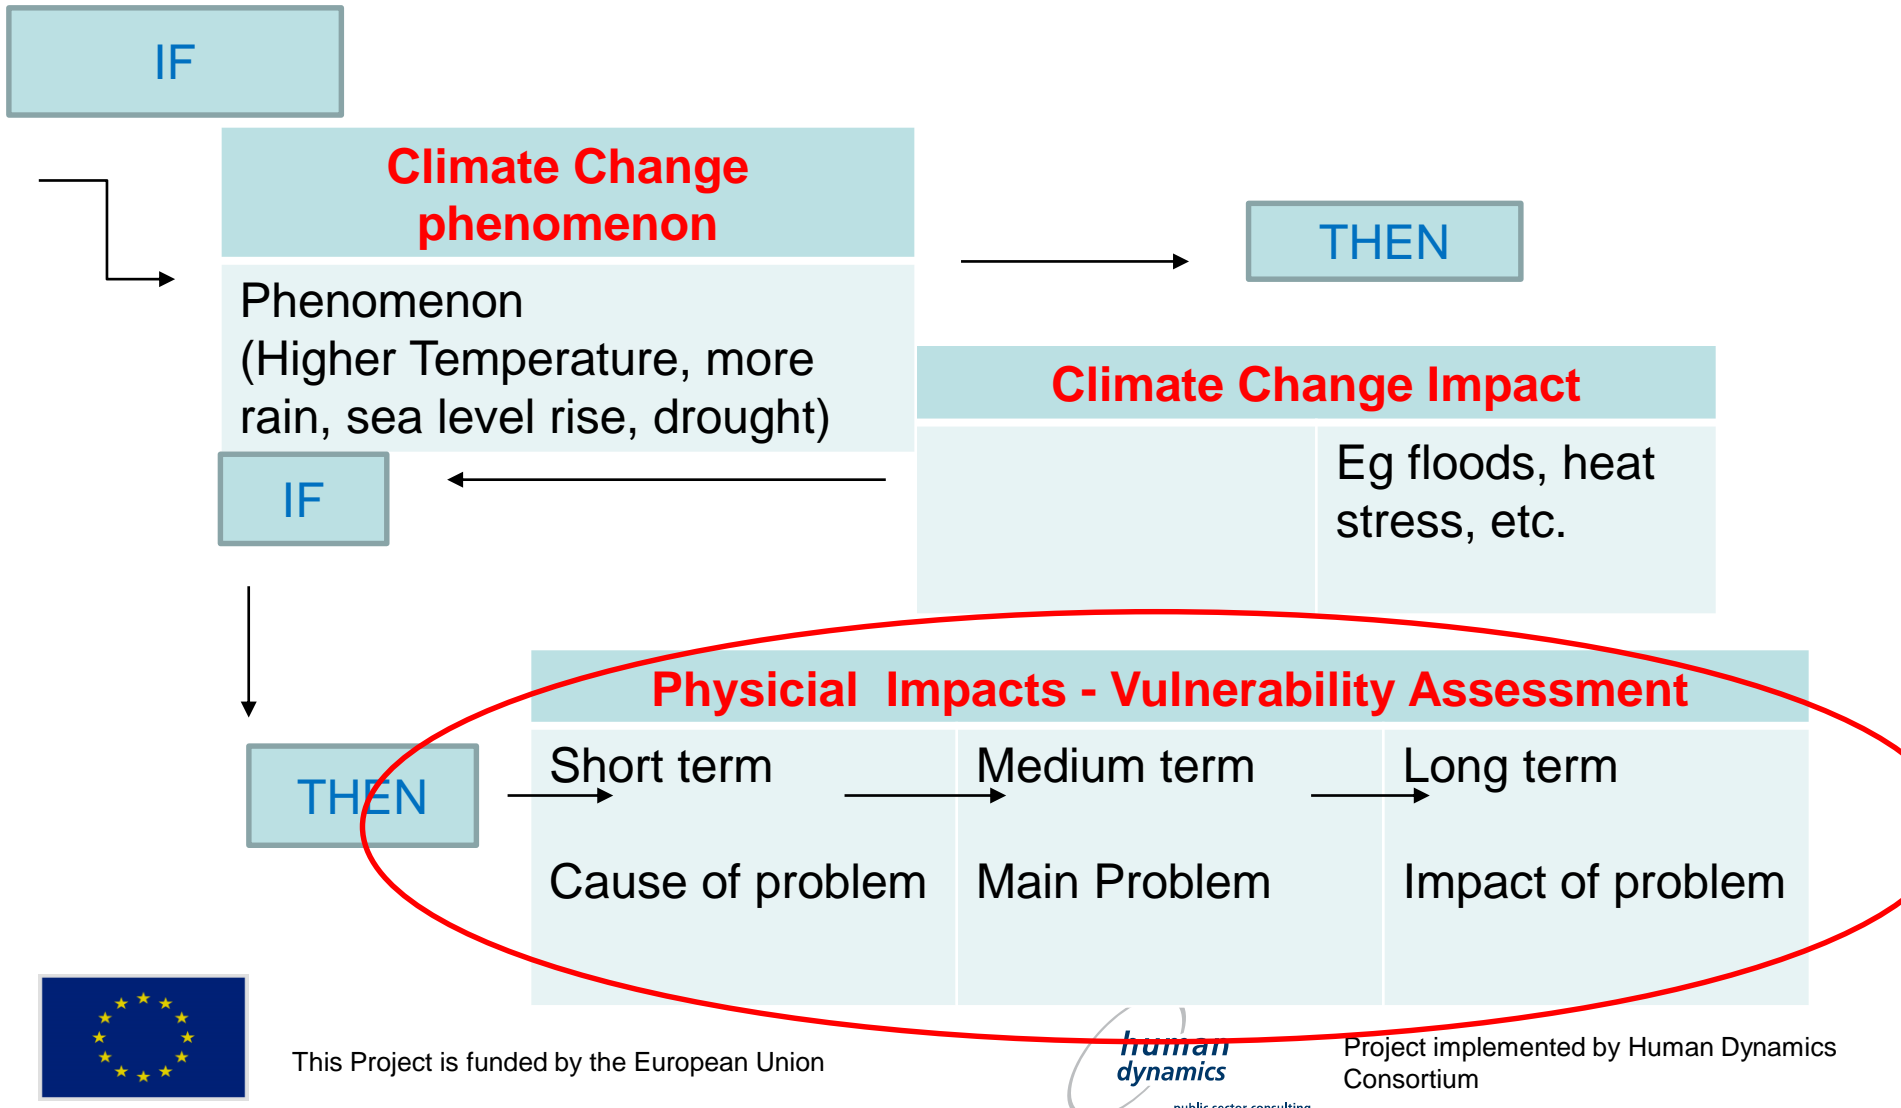 IF
Climate Change
phenomenon
THEN
Phenomenon
(Higher Temperature, more
rain, sea level rise, drought)
Climate Change Impact
Eg floods, heat
stress, etc.
IF
Physicial Impacts - Vulnerability Assessment
THEN
Short term
Medium term
Long term
Cause of problem
Main Problem
Impact of problem
This Project is funded by the European Union
human
dynamics
public sector consulting
Project implemented by Human Dynamics
Consortium